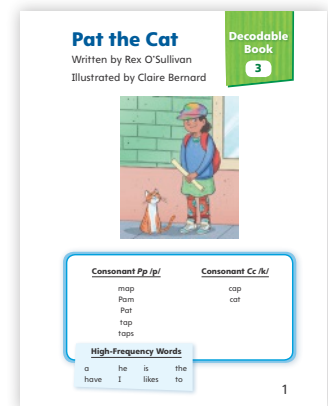 Pat the Cat
Written by Rex O'Sullivan
Illustrated by Claire Bernard
Decodable
Book
3
Consonant Pp /p/
map
Pam
Pat
tap
taps
Consonant Cc /k/
cap
cat
High-Frequency Words
a he is the
have I likes to
1